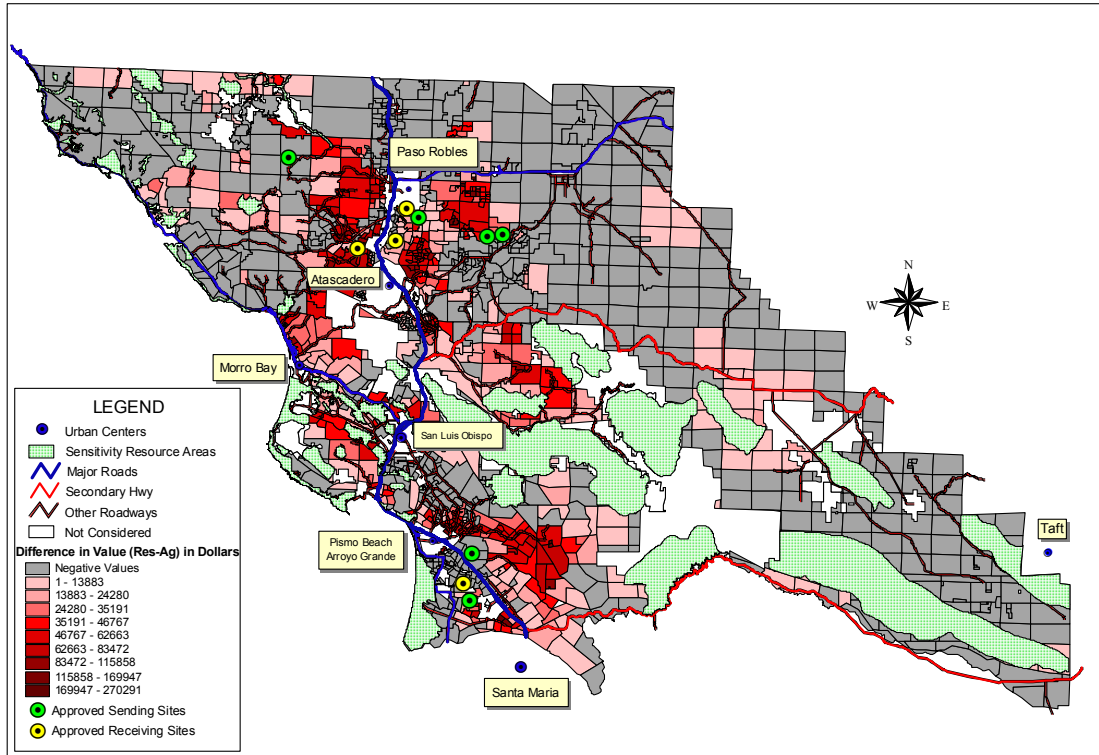 Paso Robles
Atascadero
N
W
E
S
Morro Bay
San Luis Obispo
Pismo Beach
Arroyo Grande
Taft
Santa Maria
LEGEND
Urban Centers
Sensitivity Resource Areas
Major Roads
Secondary Hwy
Other Roadways
Not Considered
Difference in Value (Res-Ag) in Dollars
Negative Values
1 - 13883
13883 - 24280
24280 - 35191
35191 - 46767
46767 - 62663
62663 - 83472
83472 - 115858
115858 - 169947
169947 - 270291
Approved Sending Sites
Approved Receiving Sites